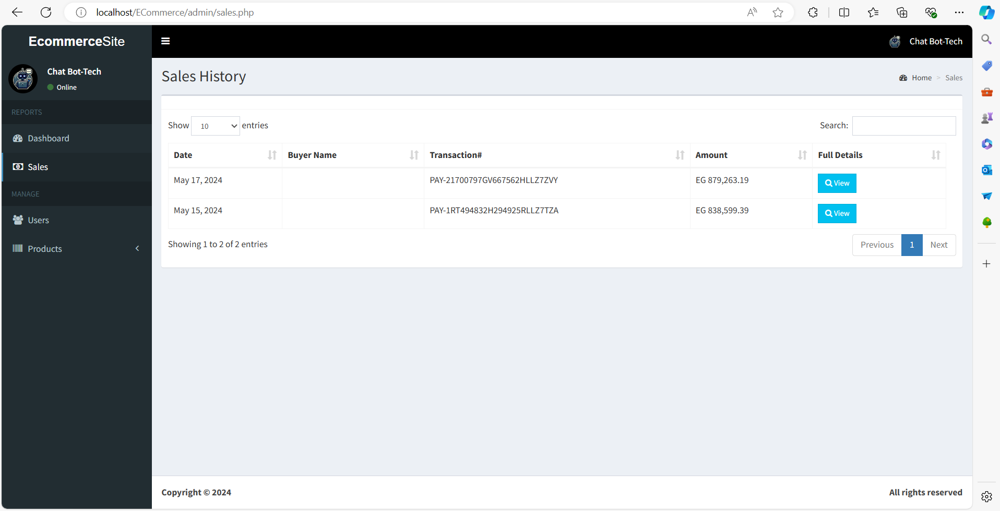 localhost/ECommerce/admin/sales.php
EcommerceSite
Chat Bot-Tech
Chat Bot-Tech
Online
Sales History
Home > Sales
REPORTS
Dashboard
Sales
MANAGE
Users
Products
Show 10 entries
Search:
Date Buyer Name Transaction# Amount Full Details
May 17, 2024 PAY-21700797GV667562HLLZ7ZVY EG 879,263.19 View
May 15, 2024 PAY-1RT494832H294925RLLZ7TZA EG 838,599.39 View
Showing 1 to 2 of 2 entries
Previous 1 Next
Copyright © 2024
All rights reserved